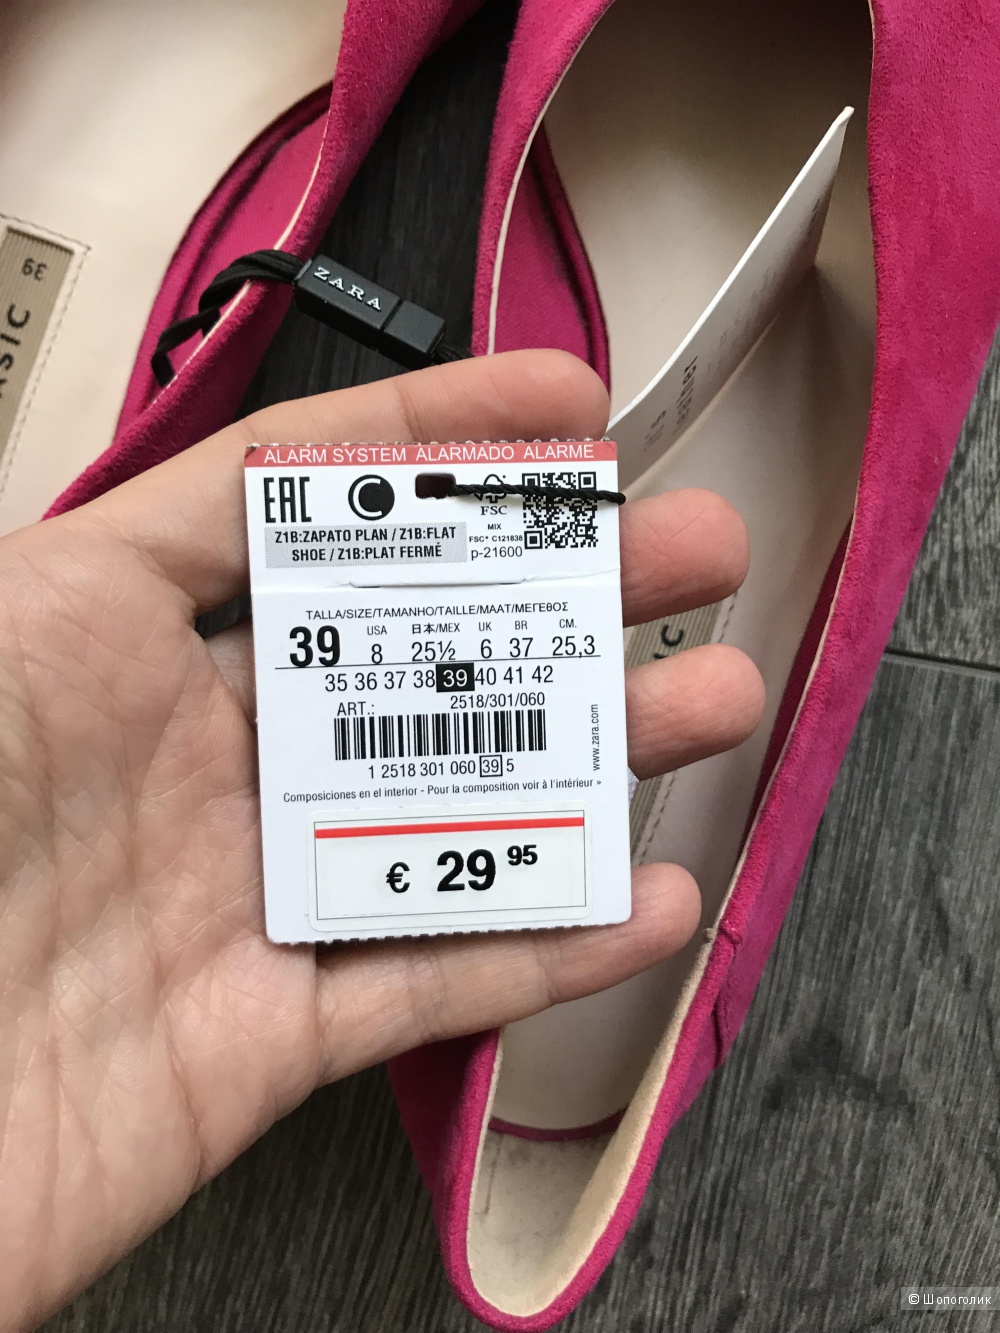 39
ZARA
ALARM SYSTEM ALARMADO ALARME
EAC
FSC
MIX
FSC® C121838
p-21600
Z1B:ZAPATO PLAN / Z1B:FLAT
SHOE / Z1B:PLAT FERMÉ
TALLA/SIZE/TAMANHO/TAILLE/MAAT/ΜΕΓΕΘΟΣ
39 USA 8 日本/MEX 25½ UK 6 BR 37 CM. 25,3
35 36 37 38 39 40 41 42
ART.: 2518/301/060
1 2518 301 060 39 5
www.zara.com
Composiciones en el interior - Pour la composition voir à l'intérieur »
€ 29 95
© Шопоголик